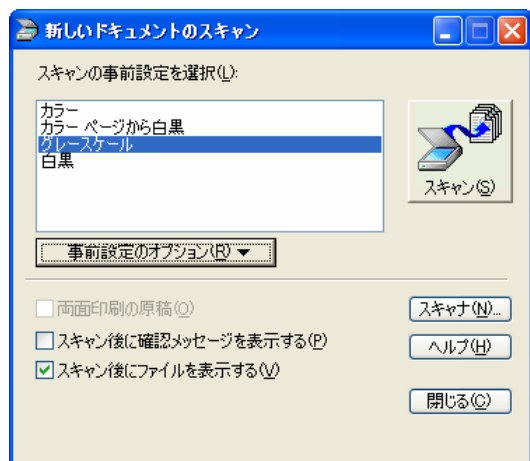 新しいドキュメントのスキャン
スキャンの事前設定を選択(L):
カラー
カラー ページから白黒
グレースケール
白黒
スキャン(S)
事前設定のオプション(R)
両面印刷の原稿(O)
スキャナ(N)...
スキャン後に確認メッセージを表示する(P)
ヘルプ(H)
スキャン後にファイルを表示する(V)
閉じる(C)